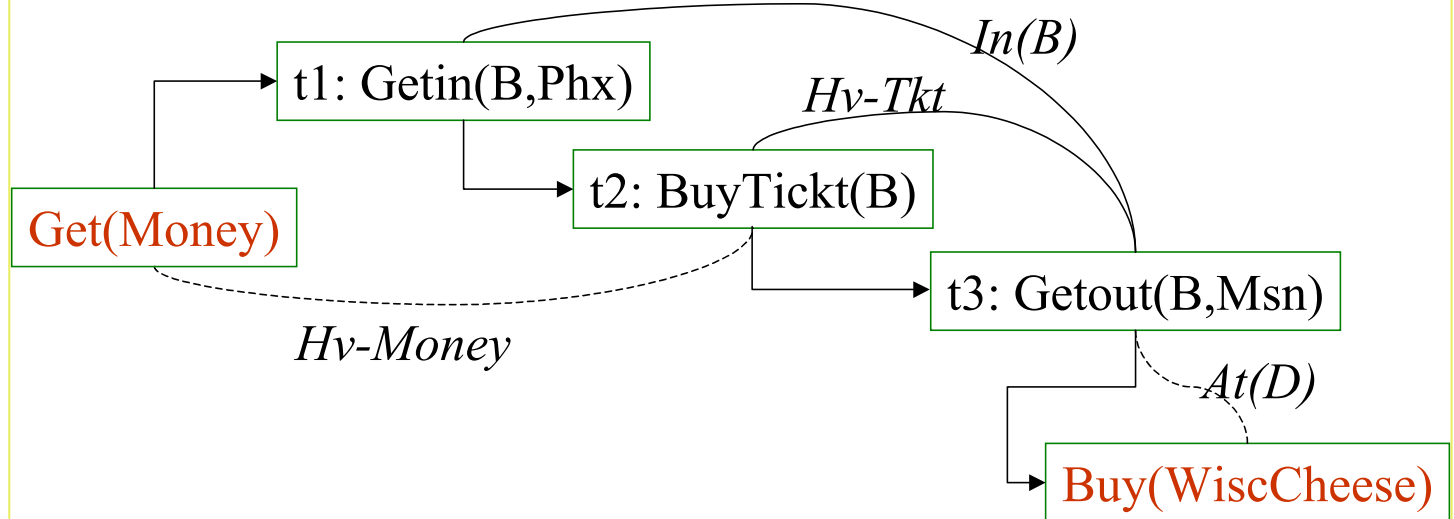 In(B)
t1: Getin(B,Phx)
Hv-Tkt
t2: BuyTickt(B)
Get(Money)
t3: Getout(B,Msn)
Hv-Money
At(D)
Buy(WiscCheese)